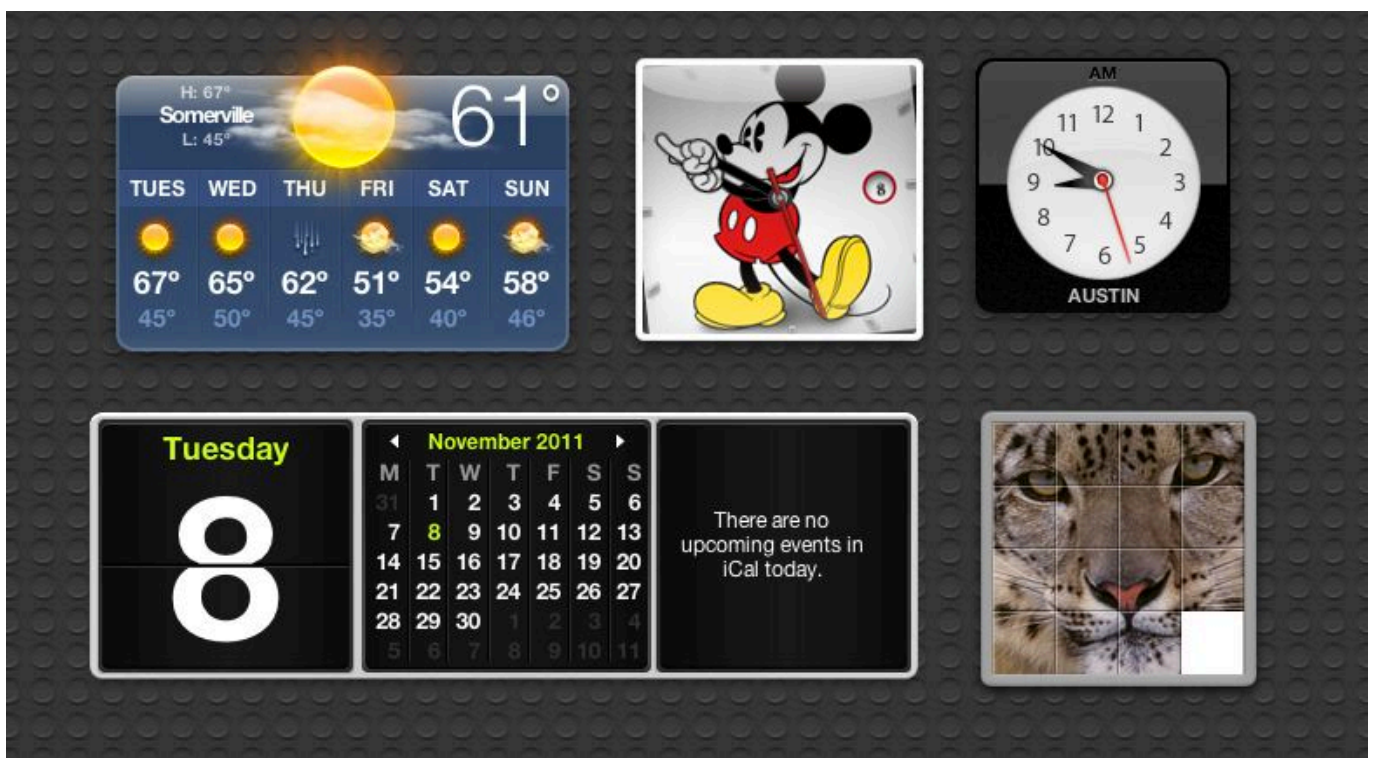 H: 67°
Somerville
L: 45°
61°
TUES WED THU FRI SAT SUN
67° 65° 62° 51° 54° 58°
45° 50° 45° 35° 40° 46°
8
AM
12
11 1
10 2
9 3
8 4
7 5
6
AUSTIN
Tuesday
8
November 2011
M T W T F S S
31 1 2 3 4 5 6
7 8 9 10 11 12 13
14 15 16 17 18 19 20
21 22 23 24 25 26 27
28 29 30 1 2 3 4
5 6 7 8 9 10 11
There are no
upcoming events in
iCal today.